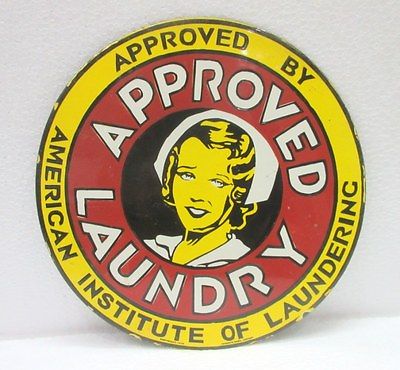 APPROVED BY
AMERICAN INSTITUTE OF LAUNDERING
APPROVED
LAUNDRY